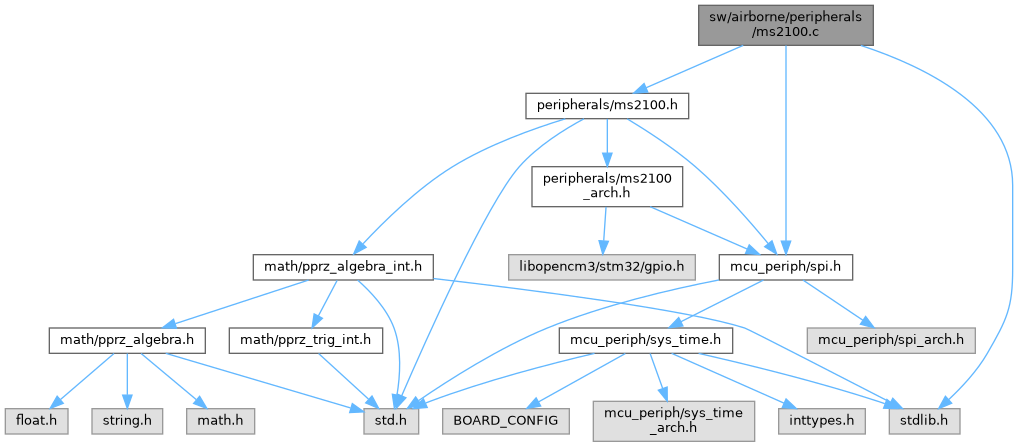 sw/airborne/peripherals
/ms2100.c
peripherals/ms2100.h
peripherals/ms2100
_arch.h
math/pprz_algebra_int.h
libopencm3/stm32/gpio.h
mcu_periph/spi.h
math/pprz_algebra.h
math/pprz_trig_int.h
mcu_periph/sys_time.h
mcu_periph/spi_arch.h
float.h
string.h
math.h
std.h
BOARD_CONFIG
mcu_periph/sys_time
_arch.h
inttypes.h
stdlib.h